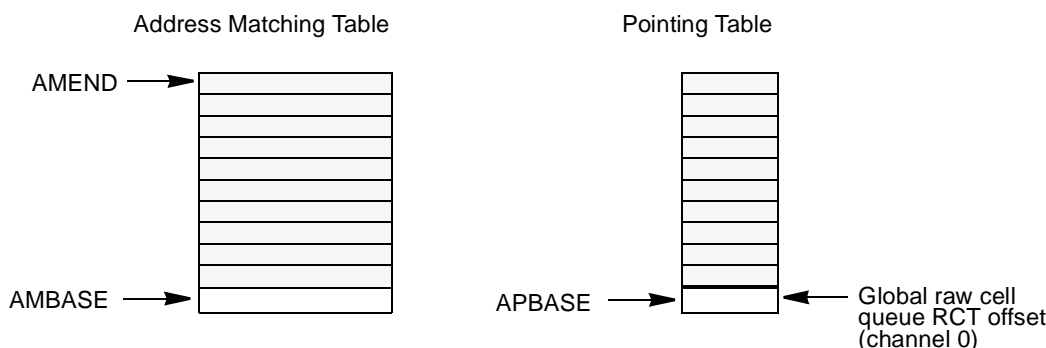 Address Matching Table
Pointing Table
AMEND
AMBASE
APBASE
Global raw cell
queue RCT offset
(channel 0)